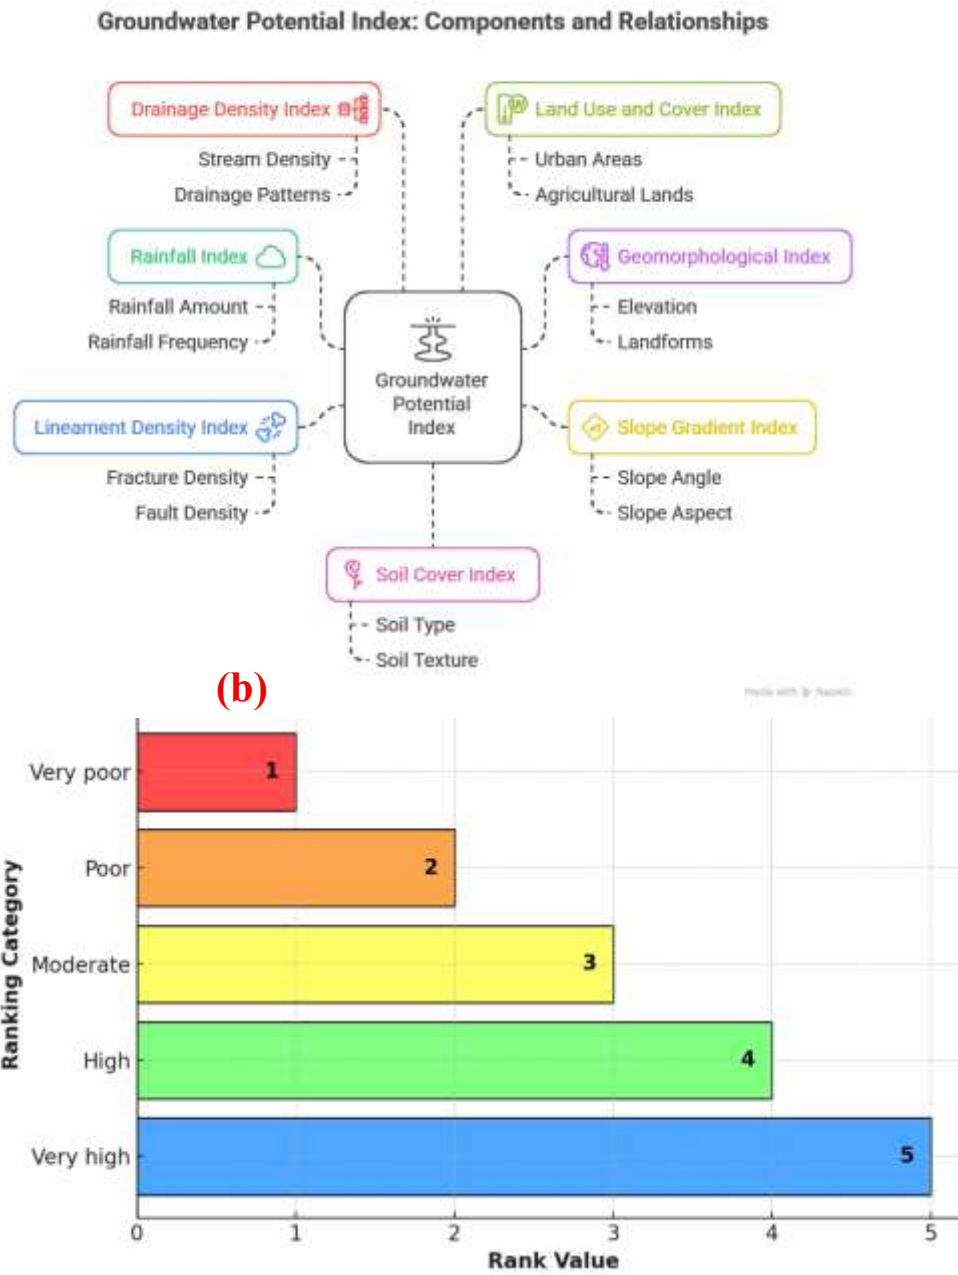 Groundwater Potential Index: Components and Relationships
Drainage Density Index
Stream Density
Drainage Patterns
Land Use and Cover Index
Urban Areas
Agricultural Lands
Rainfall Index
Rainfall Amount
Rainfall Frequency
Geomorphological Index
Elevation
Landforms
Groundwater
Potential
Index
Lineament Density Index
Fracture Density
Fault Density
Slope Gradient Index
Slope Angle
Slope Aspect
Soil Cover Index
Soil Type
Soil Texture
(b)
Made with Napkin
Ranking Category
Very poor
1
Poor
2
Moderate
3
High
4
Very high
5
0 1 2 3 4 5
Rank Value